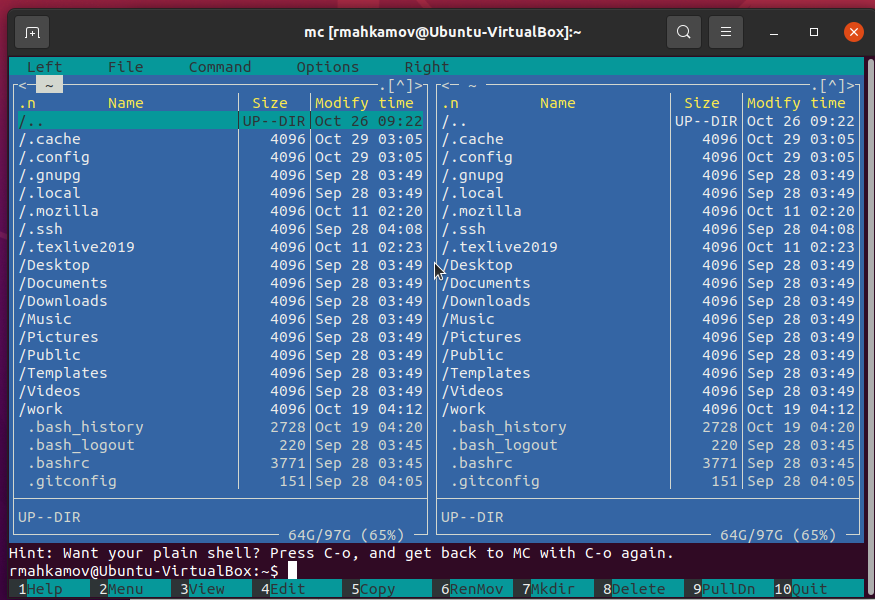 mc [rmahkamov@Ubuntu-VirtualBox]:~
Left File Command Options Right
<─ ~ ─.[^]>
.n Name Size Modify time
/.. UP--DIR Oct 26 09:22
/.cache 4096 Oct 29 03:05
/.config 4096 Oct 29 03:05
/.gnupg 4096 Sep 28 03:49
/.local 4096 Sep 28 03:49
/.mozilla 4096 Oct 11 02:20
/.ssh 4096 Sep 28 04:08
/.texlive2019 4096 Oct 11 02:23
/Desktop 4096 Sep 28 03:49
/Documents 4096 Sep 28 03:49
/Downloads 4096 Sep 28 03:49
/Music 4096 Sep 28 03:49
/Pictures 4096 Sep 28 03:49
/Public 4096 Sep 28 03:49
/Templates 4096 Sep 28 03:49
/Videos 4096 Sep 28 03:49
/work 4096 Oct 19 04:12
.bash_history 2728 Oct 19 04:20
.bash_logout 220 Sep 28 03:45
.bashrc 3771 Sep 28 03:45
.gitconfig 151 Sep 28 04:05
UP--DIR
64G/97G (65%)
<─ ~ ─.[^]>
.n Name Size Modify time
/.. UP--DIR Oct 26 09:22
/.cache 4096 Oct 29 03:05
/.config 4096 Oct 29 03:05
/.gnupg 4096 Sep 28 03:49
/.local 4096 Sep 28 03:49
/.mozilla 4096 Oct 11 02:20
/.ssh 4096 Sep 28 04:08
/.texlive2019 4096 Oct 11 02:23
/Desktop 4096 Sep 28 03:49
/Documents 4096 Sep 28 03:49
/Downloads 4096 Sep 28 03:49
/Music 4096 Sep 28 03:49
/Pictures 4096 Sep 28 03:49
/Public 4096 Sep 28 03:49
/Templates 4096 Sep 28 03:49
/Videos 4096 Sep 28 03:49
/work 4096 Oct 19 04:12
.bash_history 2728 Oct 19 04:20
.bash_logout 220 Sep 28 03:45
.bashrc 3771 Sep 28 03:45
.gitconfig 151 Sep 28 04:05
UP--DIR
64G/97G (65%)
Hint: Want your plain shell? Press C-o, and get back to MC with C-o again.
rmahkamov@Ubuntu-VirtualBox:~$
1Help 2Menu 3View 4Edit 5Copy 6RenMov 7Mkdir 8Delete 9PullDn 10Quit